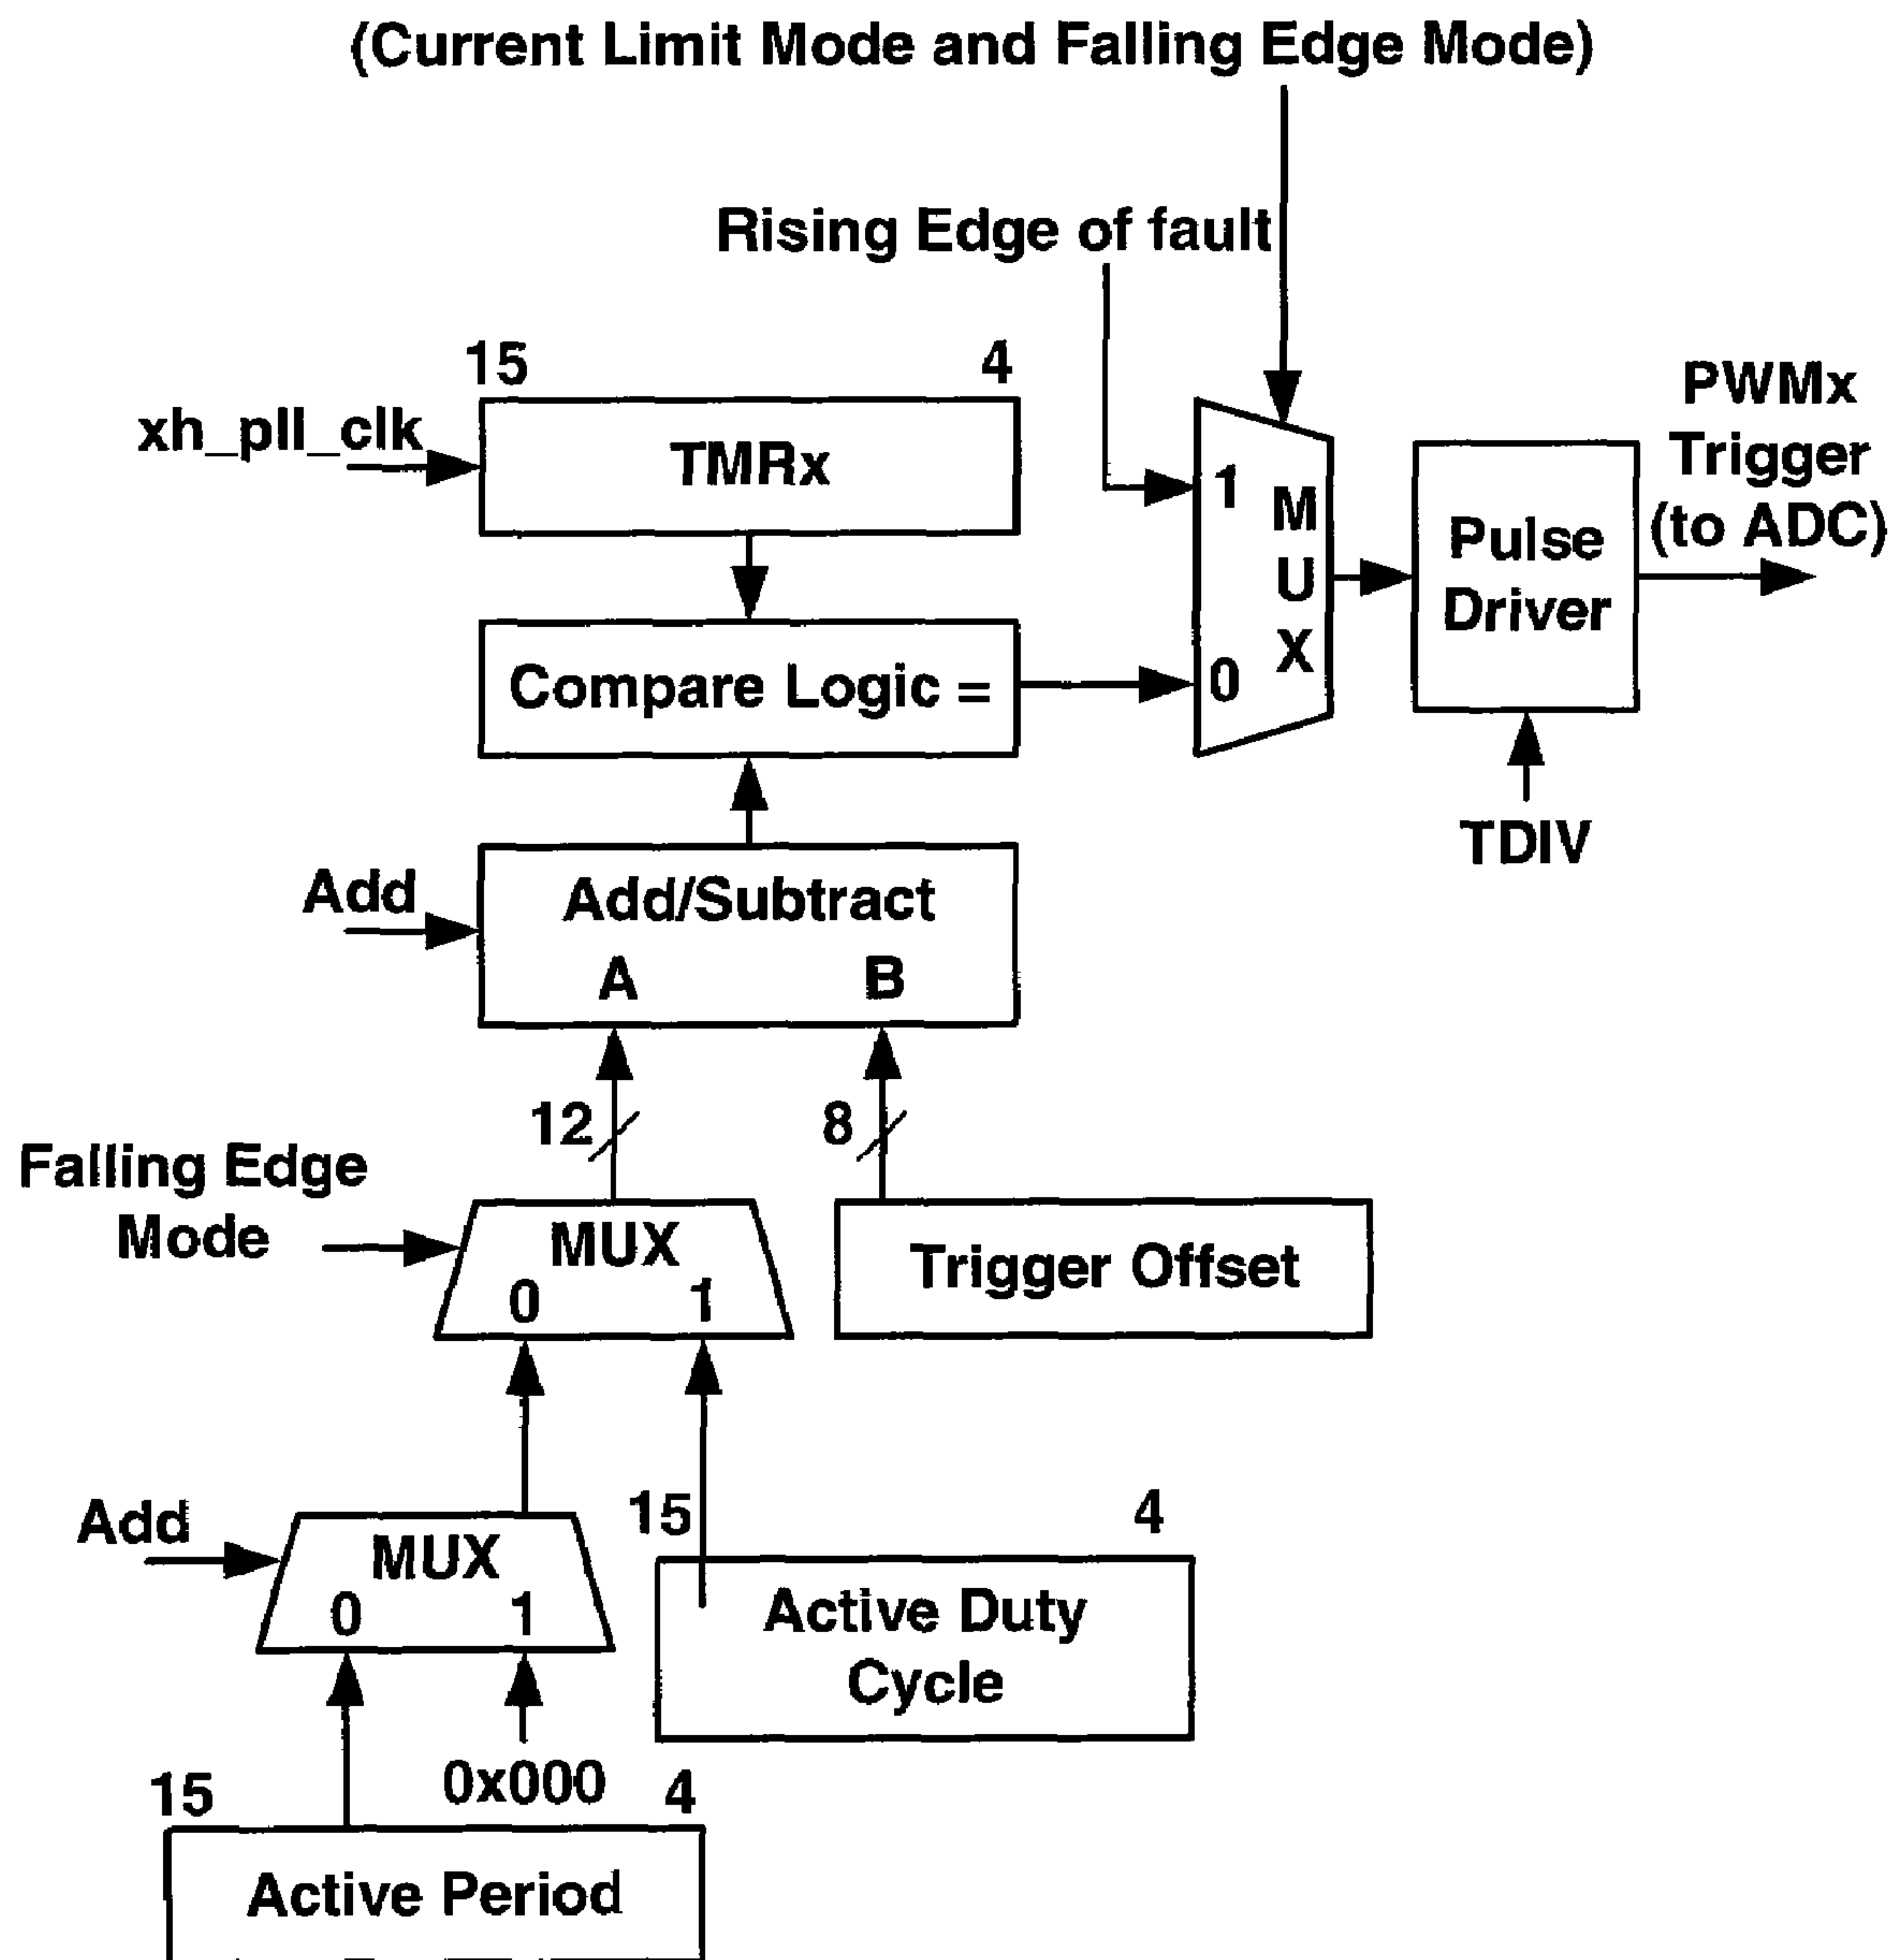 (Current Limit Mode and Falling Edge Mode)
Rising Edge of fault
15
4
xh_pll_clk
TMRx
1
M
U
X
0
PWMx
Trigger
(to ADC)
Pulse
Driver
Compare Logic =
TDIV
Add
Add/Subtract
A
B
12
8
Falling Edge
Mode
MUX
0
1
Trigger Offset
Add
MUX
0
1
15
4
Active Duty
Cycle
0x000
15
4
Active Period